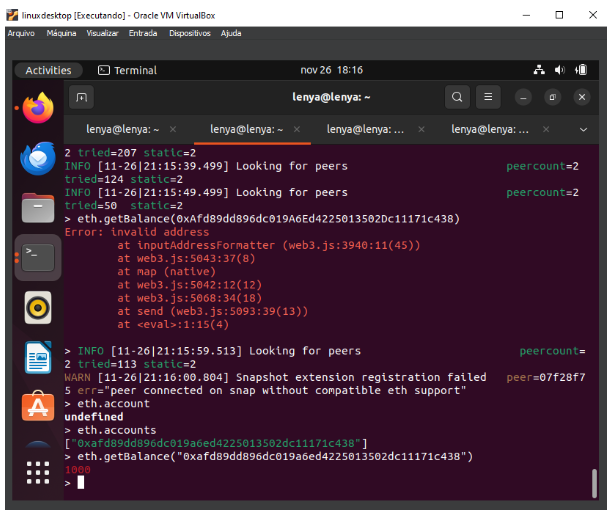 linuxdesktop [Executando] - Oracle VM VirtualBox
Arquivo Máquina Visualizar Entrada Dispositivos Ajuda
Activities Terminal nov 26 18:16
lenya@lenya: ~
lenya@lenya: ~ × lenya@lenya: ~ × lenya@lenya: ... × lenya@lenya: ... ×
2 tried=207 static=2
INFO [11-26|21:15:39.499] Looking for peers peercount=2
tried=124 static=2
INFO [11-26|21:15:49.499] Looking for peers peercount=2
tried=50 static=2
> eth.getBalance(0xAfd89dd896dc019A6Ed4225013502Dc11171c438)
Error: invalid address
at inputAddressFormatter (web3.js:3940:11(45))
at web3.js:5043:37(8)
at map (native)
at web3.js:5042:12(12)
at web3.js:5068:34(18)
at send (web3.js:5093:39(13))
at <eval>:1:15(4)
> INFO [11-26|21:15:59.513] Looking for peers peercount=
2 tried=113 static=2
WARN [11-26|21:16:00.804] Snapshot extension registration failed peer=07f28f7
5 err="peer connected on snap without compatible eth support"
> eth.account
undefined
> eth.accounts
["0xafd89dd896dc019a6ed4225013502dc11171c438"]
> eth.getBalance("0xafd89dd896dc019a6ed4225013502dc11171c438")
1000
>